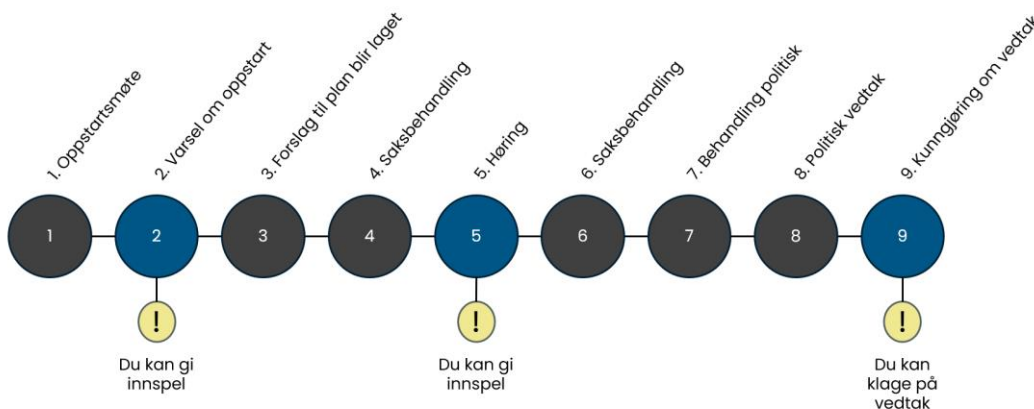 1. Oppstartsmøte
2. Varsel om oppstart
3. Forslag til plan blir laget
4. Saksbehandling
5. Høring
6. Saksbehandling
7. Behandling politisk
8. Politisk vedtak
9. Kunngjøring om vedtak
1
2
3
4
5
6
7
8
9
!
!
!
Du kan gi
innspel
Du kan gi
innspel
Du kan
klage på
vedtak